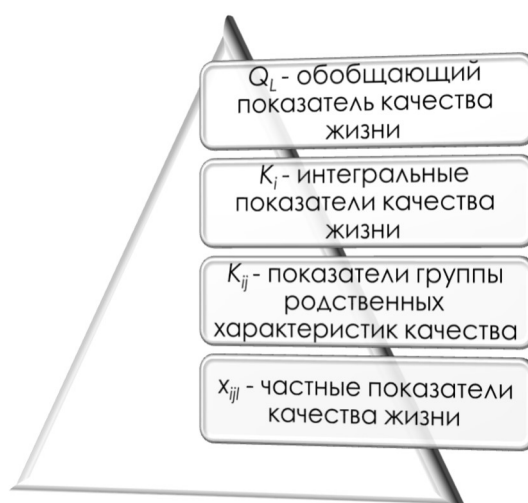 Q_L - обобщающий
показатель качества
жизни
K_i - интегральные
показатели качества
жизни
K_ij - показатели группы
родственных
характеристик качества
x_ijl - частные показатели
качества жизни